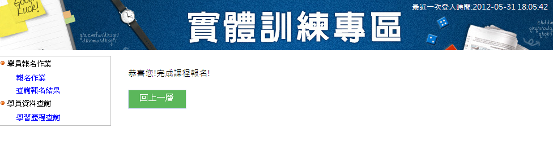 最近一次登入時間:2012-05-31 18:05:42
Good Luck!
實體訓練專區
學員報名作業
報名作業
查詢報名結果
學員資料查詢
學習歷程查詢
恭喜您!完成課程報名!
回上一層